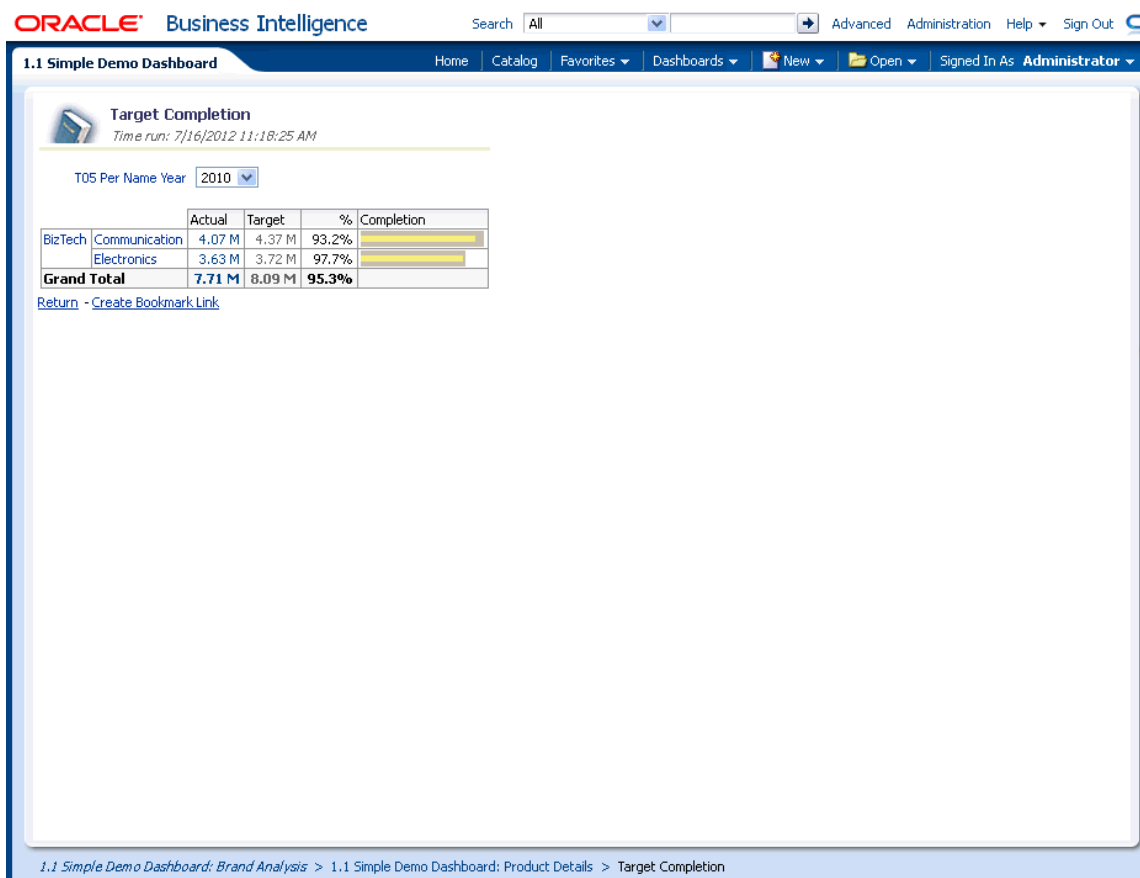 ORACLE Business Intelligence Search All Advanced Administration Help Sign Out
1.1 Simple Demo Dashboard Home Catalog Favorites Dashboards New Open Signed In As Administrator
Target Completion
Time run: 7/16/2012 11:18:25 AM
T05 Per Name Year 2010
Actual Target % Completion
BizTech Communication 4.07 M 4.37 M 93.2%
Electronics 3.63 M 3.72 M 97.7%
Grand Total 7.71 M 8.09 M 95.3%
Return - Create Bookmark Link
1.1 Simple Demo Dashboard: Brand Analysis > 1.1 Simple Demo Dashboard: Product Details > Target Completion